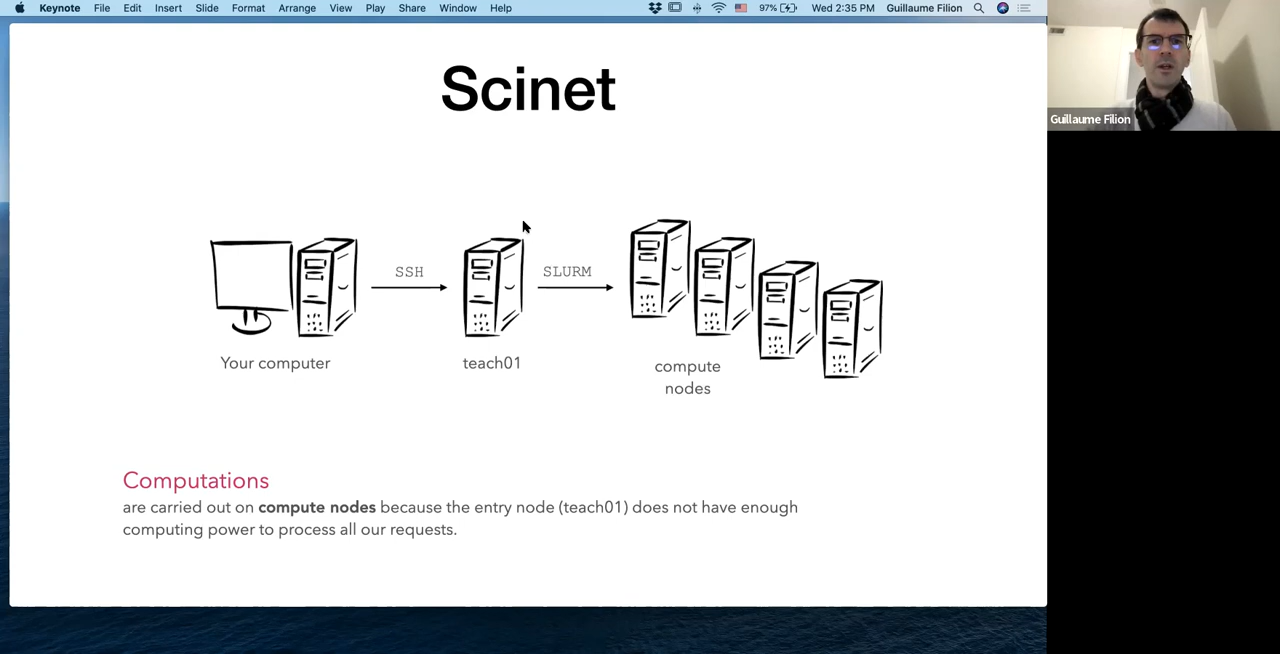 Keynote File Edit Insert Slide Format Arrange View Play Share Window Help 97% Wed 2:35 PM Guillaume Filion
Guillaume Filion
Scinet
SSH
SLURM
Your computer
teach01
compute
nodes
Computations
are carried out on compute nodes because the entry node (teach01) does not have enough
computing power to process all our requests.